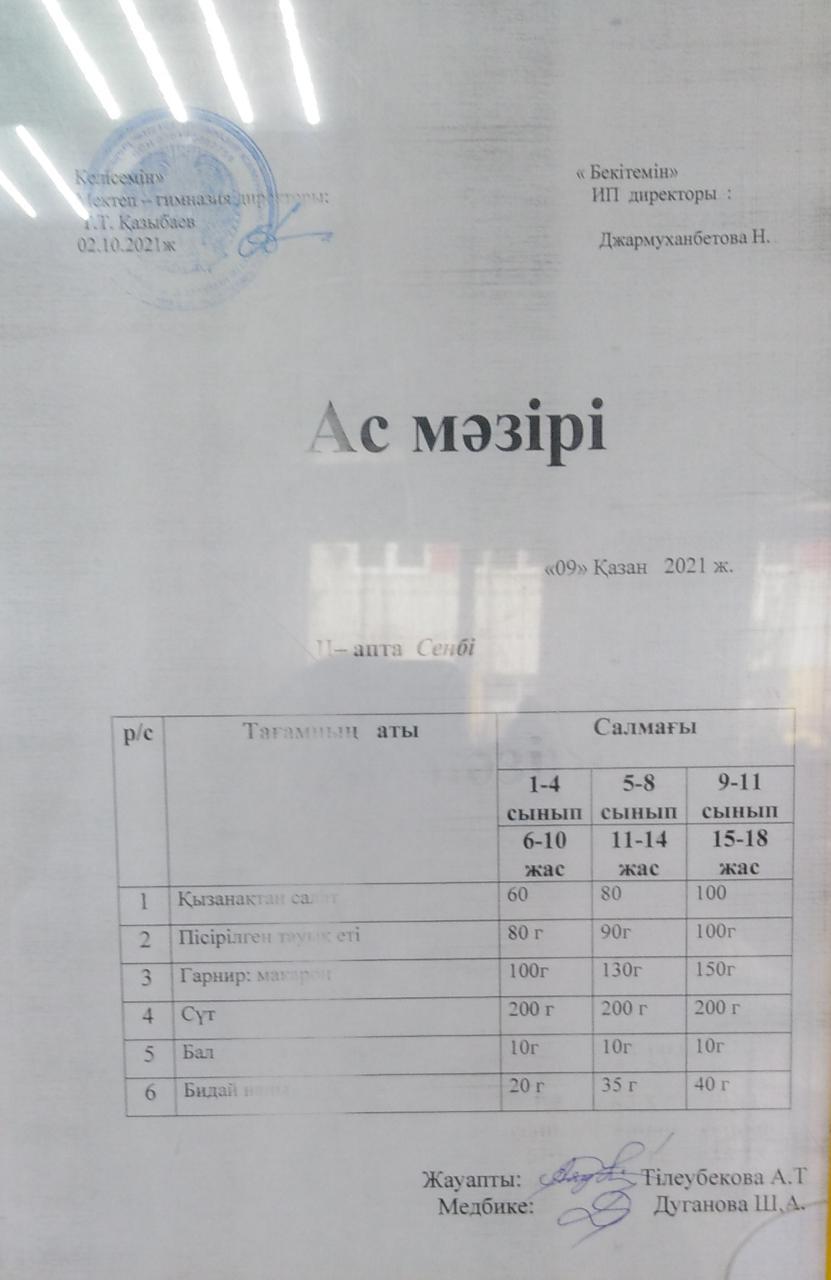 Келісемін»
Мектеп – гимназия директоры:
Т.Т. Қазыбаев
02.10.2021ж
« Бекітемін»
ИП директоры :
Джармуханбетова Н.
Ас мәзірі
«09» Қазан 2021 ж.
II– апта Сенбі
р/с Тағамның аты Салмағы
1-4 сынып 5-8 сынып 9-11 сынып
6-10 жас 11-14 жас 15-18 жас
1 Қызанақтан салат 60 80 100
2 Пісірілген тауық еті 80 г 90г 100г
3 Гарнир: макарон 100г 130г 150г
4 Сүт 200 г 200 г 200 г
5 Бал 10г 10г 10г
6 Бидай 20 г 35 г 40 г
Жауапты: Тілеубекова А.Т
Медбике: Дуганова Ш.А.